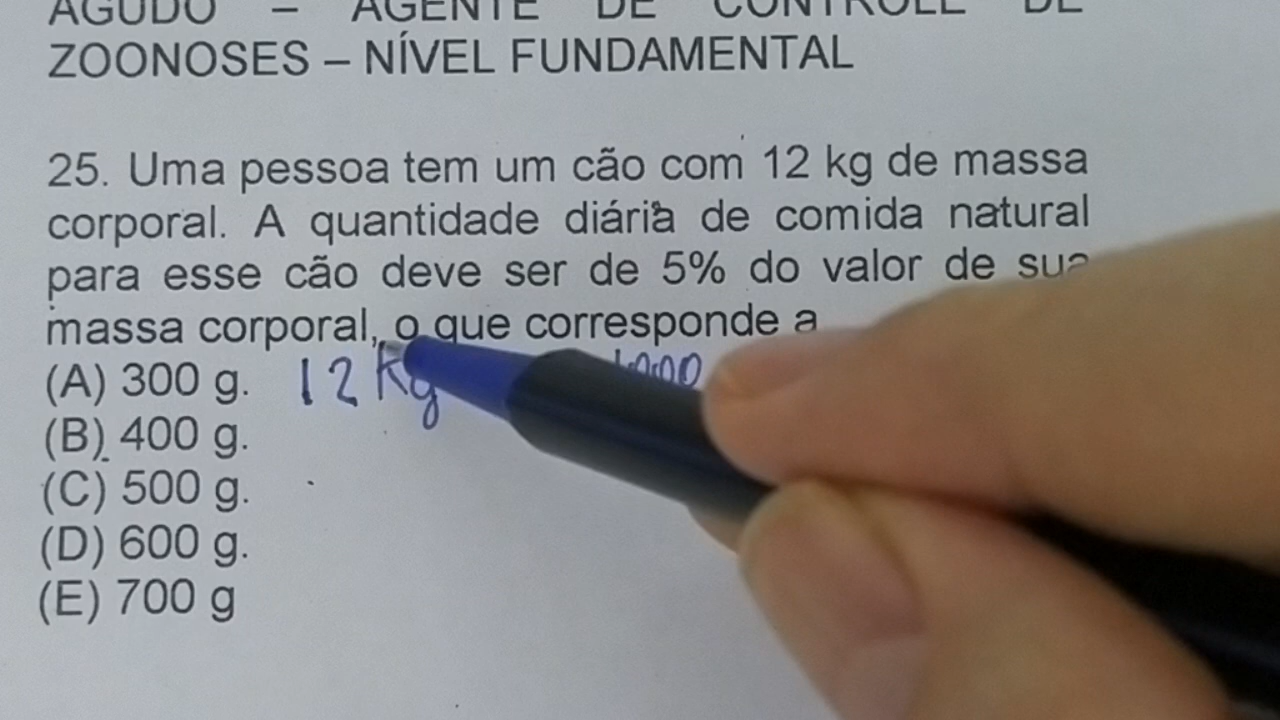 AGUDO – AGENTE DE CONTROLE DE
ZOONOSES – NÍVEL FUNDAMENTAL
25. Uma pessoa tem um cão com 12 kg de massa
corporal. A quantidade diária de comida natural
para esse cão deve ser de 5% do valor de sua
massa corporal, o que corresponde a
(A) 300 g. 12 Kg 1000
(B) 400 g.
(C) 500 g.
(D) 600 g.
(E) 700 g